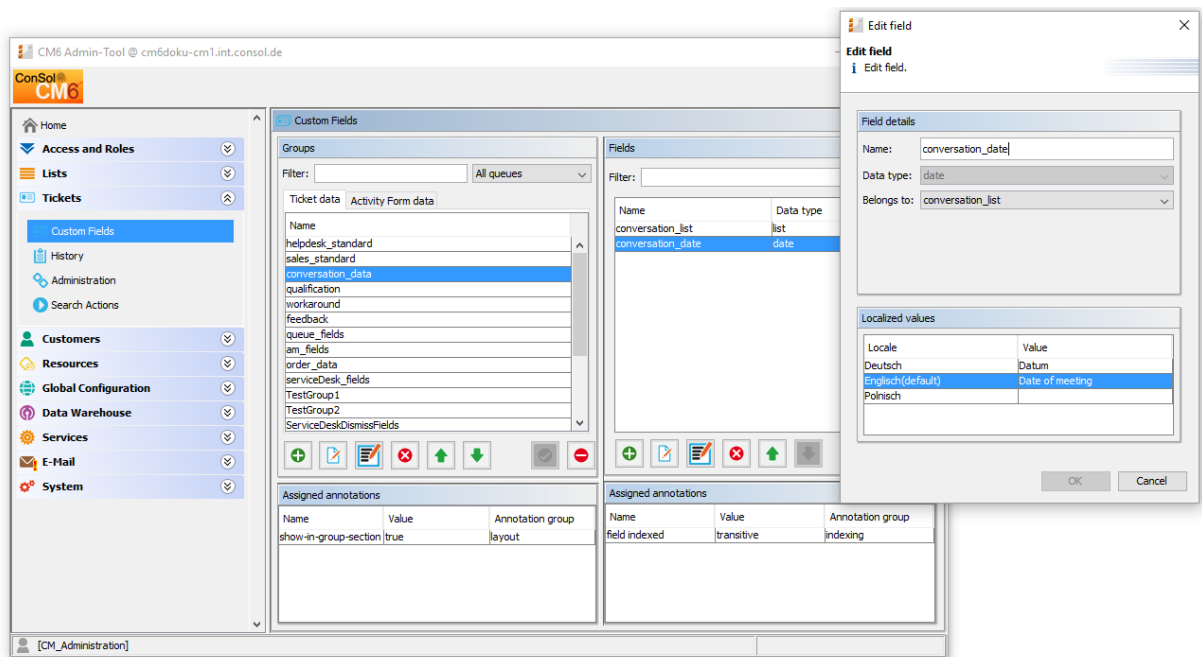 CM6 Admin-Tool @ cm6doku-cm1.int.consol.de
ConSol
CM6
Home
Access and Roles
Lists
Tickets
Custom Fields
History
Administration
Search Actions
Customers
Resources
Global Configuration
Data Warehouse
Services
E-Mail
System
Custom Fields
Groups
Filter:
All queues
Ticket data
Activity Form data
Name
helpdesk_standard
sales_standard
conversation_data
qualification
workaround
feedback
queue_fields
am_fields
order_data
serviceDesk_fields
TestGroup1
TestGroup2
ServiceDeskDismissFields
Assigned annotations
Name Value Annotation group
show-in-group-section true layout
Fields
Filter:
Name Data type
conversation_list list
conversation_date date
Assigned annotations
Name Value Annotation group
field indexed transitive indexing
[CM_Administration]
Edit field
Edit field
Edit field.
Field details
Name: conversation_date
Data type: date
Belongs to: conversation_list
Localized values
Locale Value
Deutsch Datum
Englisch(default) Date of meeting
Polnisch
OK Cancel